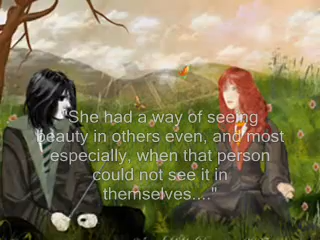 "She had a way of seeing
beauty in others even, and most
especially, when that person
could not see it in
themselves...."